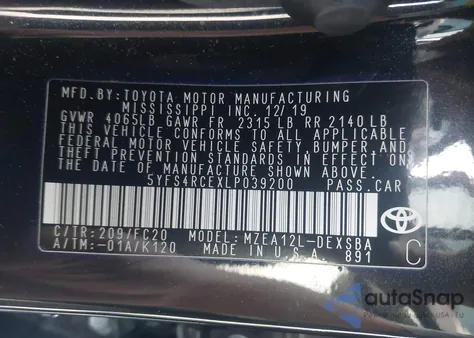 MFD.BY:TOYOTA MOTOR MANUFACTURING
MISSISSIPPI INC. 12/19
GVWR 4065LB GAWR FR 2315LB RR 2140LB
THIS VEHICLE CONFORMS TO ALL APPLICABLE
FEDERAL MOTOR VEHICLE SAFETY,BUMPER,AND
THEFT PREVENTION STANDARDS IN EFFECT ON
THE DATE OF MANUFACTURE SHOWN ABOVE.
5YFS4RCEXLP039200 PASS.CAR
C/TR:209/FC20 MODEL:MZEA12L-DEXSBA
A/TM:-01A/K120 MADE IN U.S.A. 891
TOYOTA
C
autoSnap